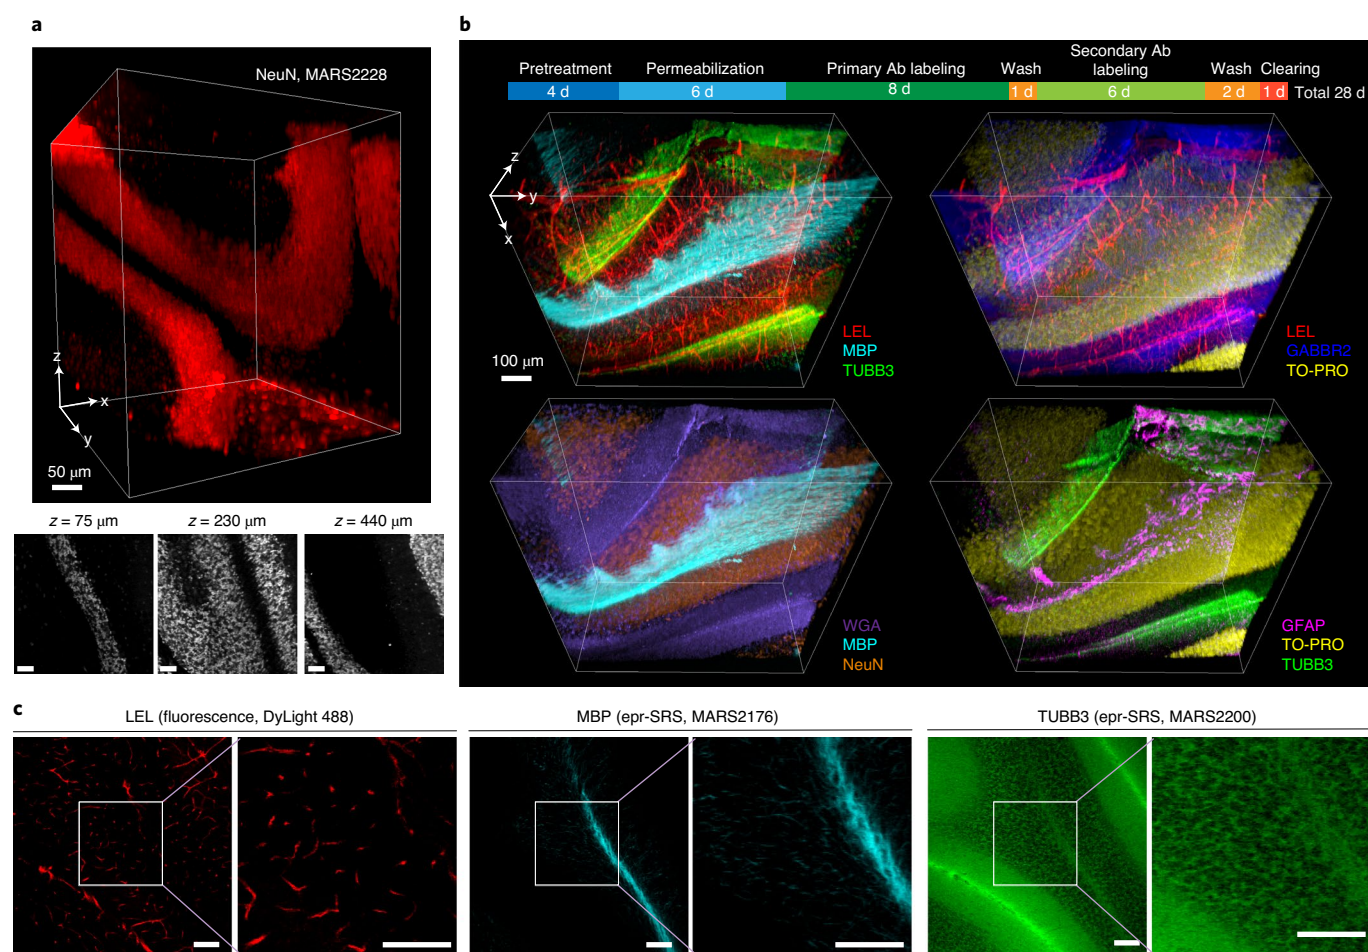 a
NeuN, MARS2228
z
x
y
50 μm
z = 75 μm
z = 230 μm
z = 440 μm
b
Pretreatment
Permeabilization
Primary Ab labeling
Wash
Secondary Ab
labeling
Wash
Clearing
4 d
6 d
8 d
1 d
6 d
2 d
1 d
Total 28 d
z
y
x
100 μm
LEL
MBP
TUBB3
LEL
GABBR2
TO-PRO
WGA
MBP
NeuN
GFAP
TO-PRO
TUBB3
c
LEL (fluorescence, DyLight 488)
MBP (epr-SRS, MARS2176)
TUBB3 (epr-SRS, MARS2200)